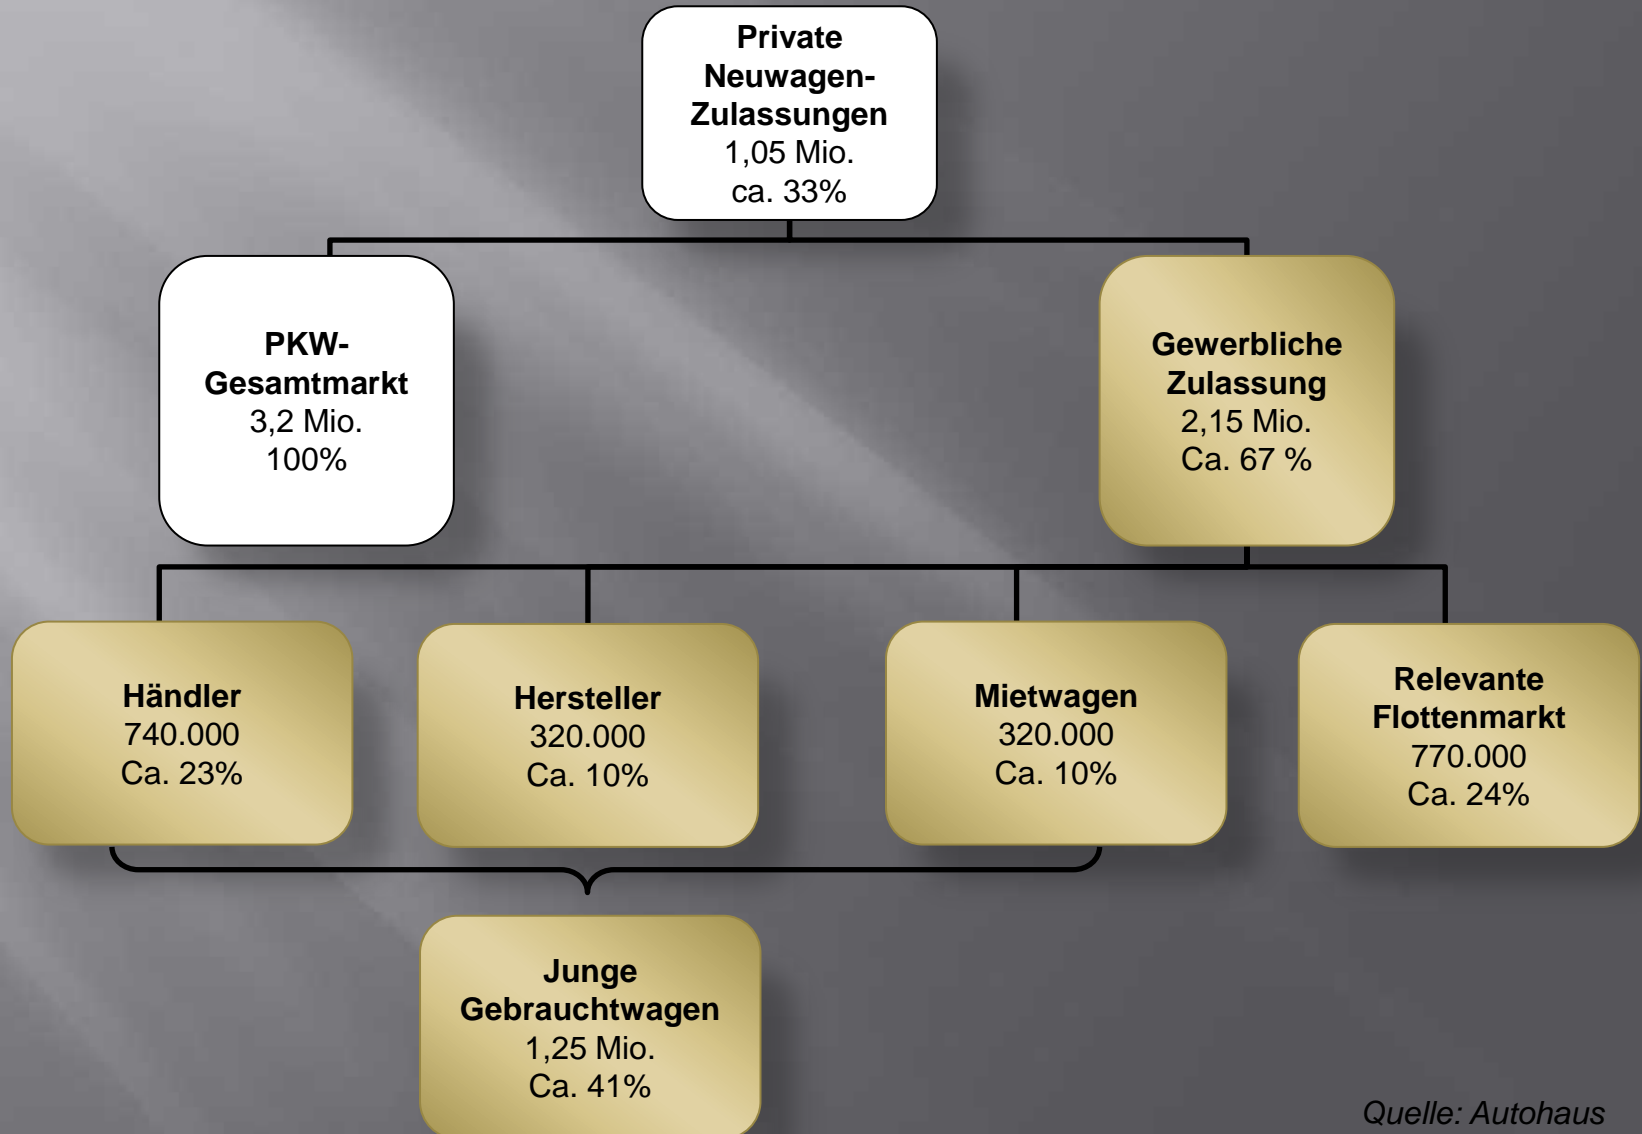 Private
Neuwagen-
Zulassungen
1,05 Mio.
ca. 33%
PKW-
Gesamtmarkt
3,2 Mio.
100%
Gewerbliche
Zulassung
2,15 Mio.
Ca. 67 %
Händler
740.000
Ca. 23%
Hersteller
320.000
Ca. 10%
Mietwagen
320.000
Ca. 10%
Relevante
Flottenmarkt
770.000
Ca. 24%
Junge
Gebrauchtwagen
1,25 Mio.
Ca. 41%
Quelle: Autohaus